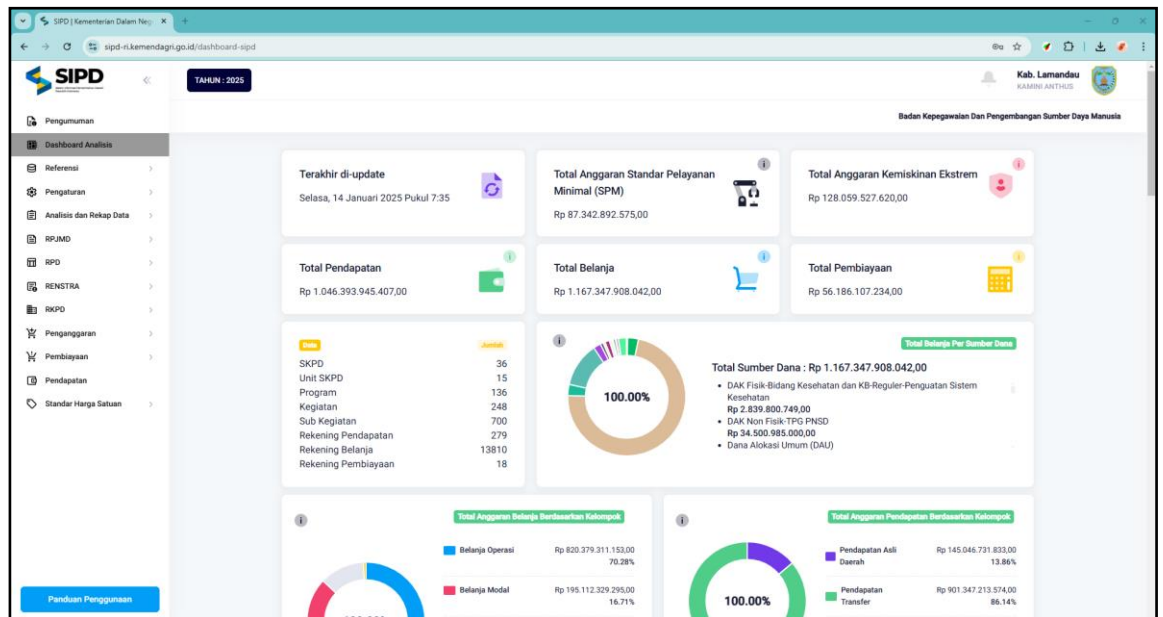 SIPD | Kementerian Dalam Neg
sipd-ri.kemendagri.go.id/dashboard-sipd
SIPD
TAHUN : 2025
Kab. Lamandau
KAMINI ANTHUS
Badan Kepegawaian Dan Pengembangan Sumber Daya Manusia
Pengumuman
Dashboard Analisis
Referensi
Pengaturan
Analisis dan Rekap Data
RPJMD
RPD
RENSTRA
RKPD
Penganggaran
Pembiayaan
Pendapatan
Standar Harga Satuan
Panduan Penggunaan
Terakhir di-update
Selasa, 14 Januari 2025 Pukul 7:35
Total Anggaran Standar Pelayanan
Minimal (SPM)
Rp 87.342.892.575,00
Total Anggaran Kemiskinan Ekstrem
Rp 128.059.527.620,00
Total Pendapatan
Rp 1.046.393.945.407,00
Total Belanja
Rp 1.167.347.908.042,00
Total Pembiayaan
Rp 56.186.107.234,00
Data Jumlah
SKPD 36
Unit SKPD 15
Program 136
Kegiatan 248
Sub Kegiatan 700
Rekening Pendapatan 279
Rekening Belanja 13810
Rekening Pembiayaan 18
100.00%
Total Belanja Per Sumber Dana
Total Sumber Dana : Rp 1.167.347.908.042,00
DAK Fisik-Bidang Kesehatan dan KB-Reguler-Penguatan Sistem
Kesehatan
Rp 2.839.800.749,00
DAK Non Fisik-TPG PNSD
Rp 34.500.985.000,00
Dana Alokasi Umum (DAU)
Total Anggaran Belanja Berdasarkan Kelompok
Belanja Operasi Rp 820.379.311.153,00
70.28%
Belanja Modal Rp 195.112.329.295,00
16.71%
Total Anggaran Pendapatan Berdasarkan Kelompok
100.00%
Pendapatan Asli Rp 145.046.731.833,00
Daerah 13.86%
Pendapatan Rp 901.347.213.574,00
Transfer 86.14%